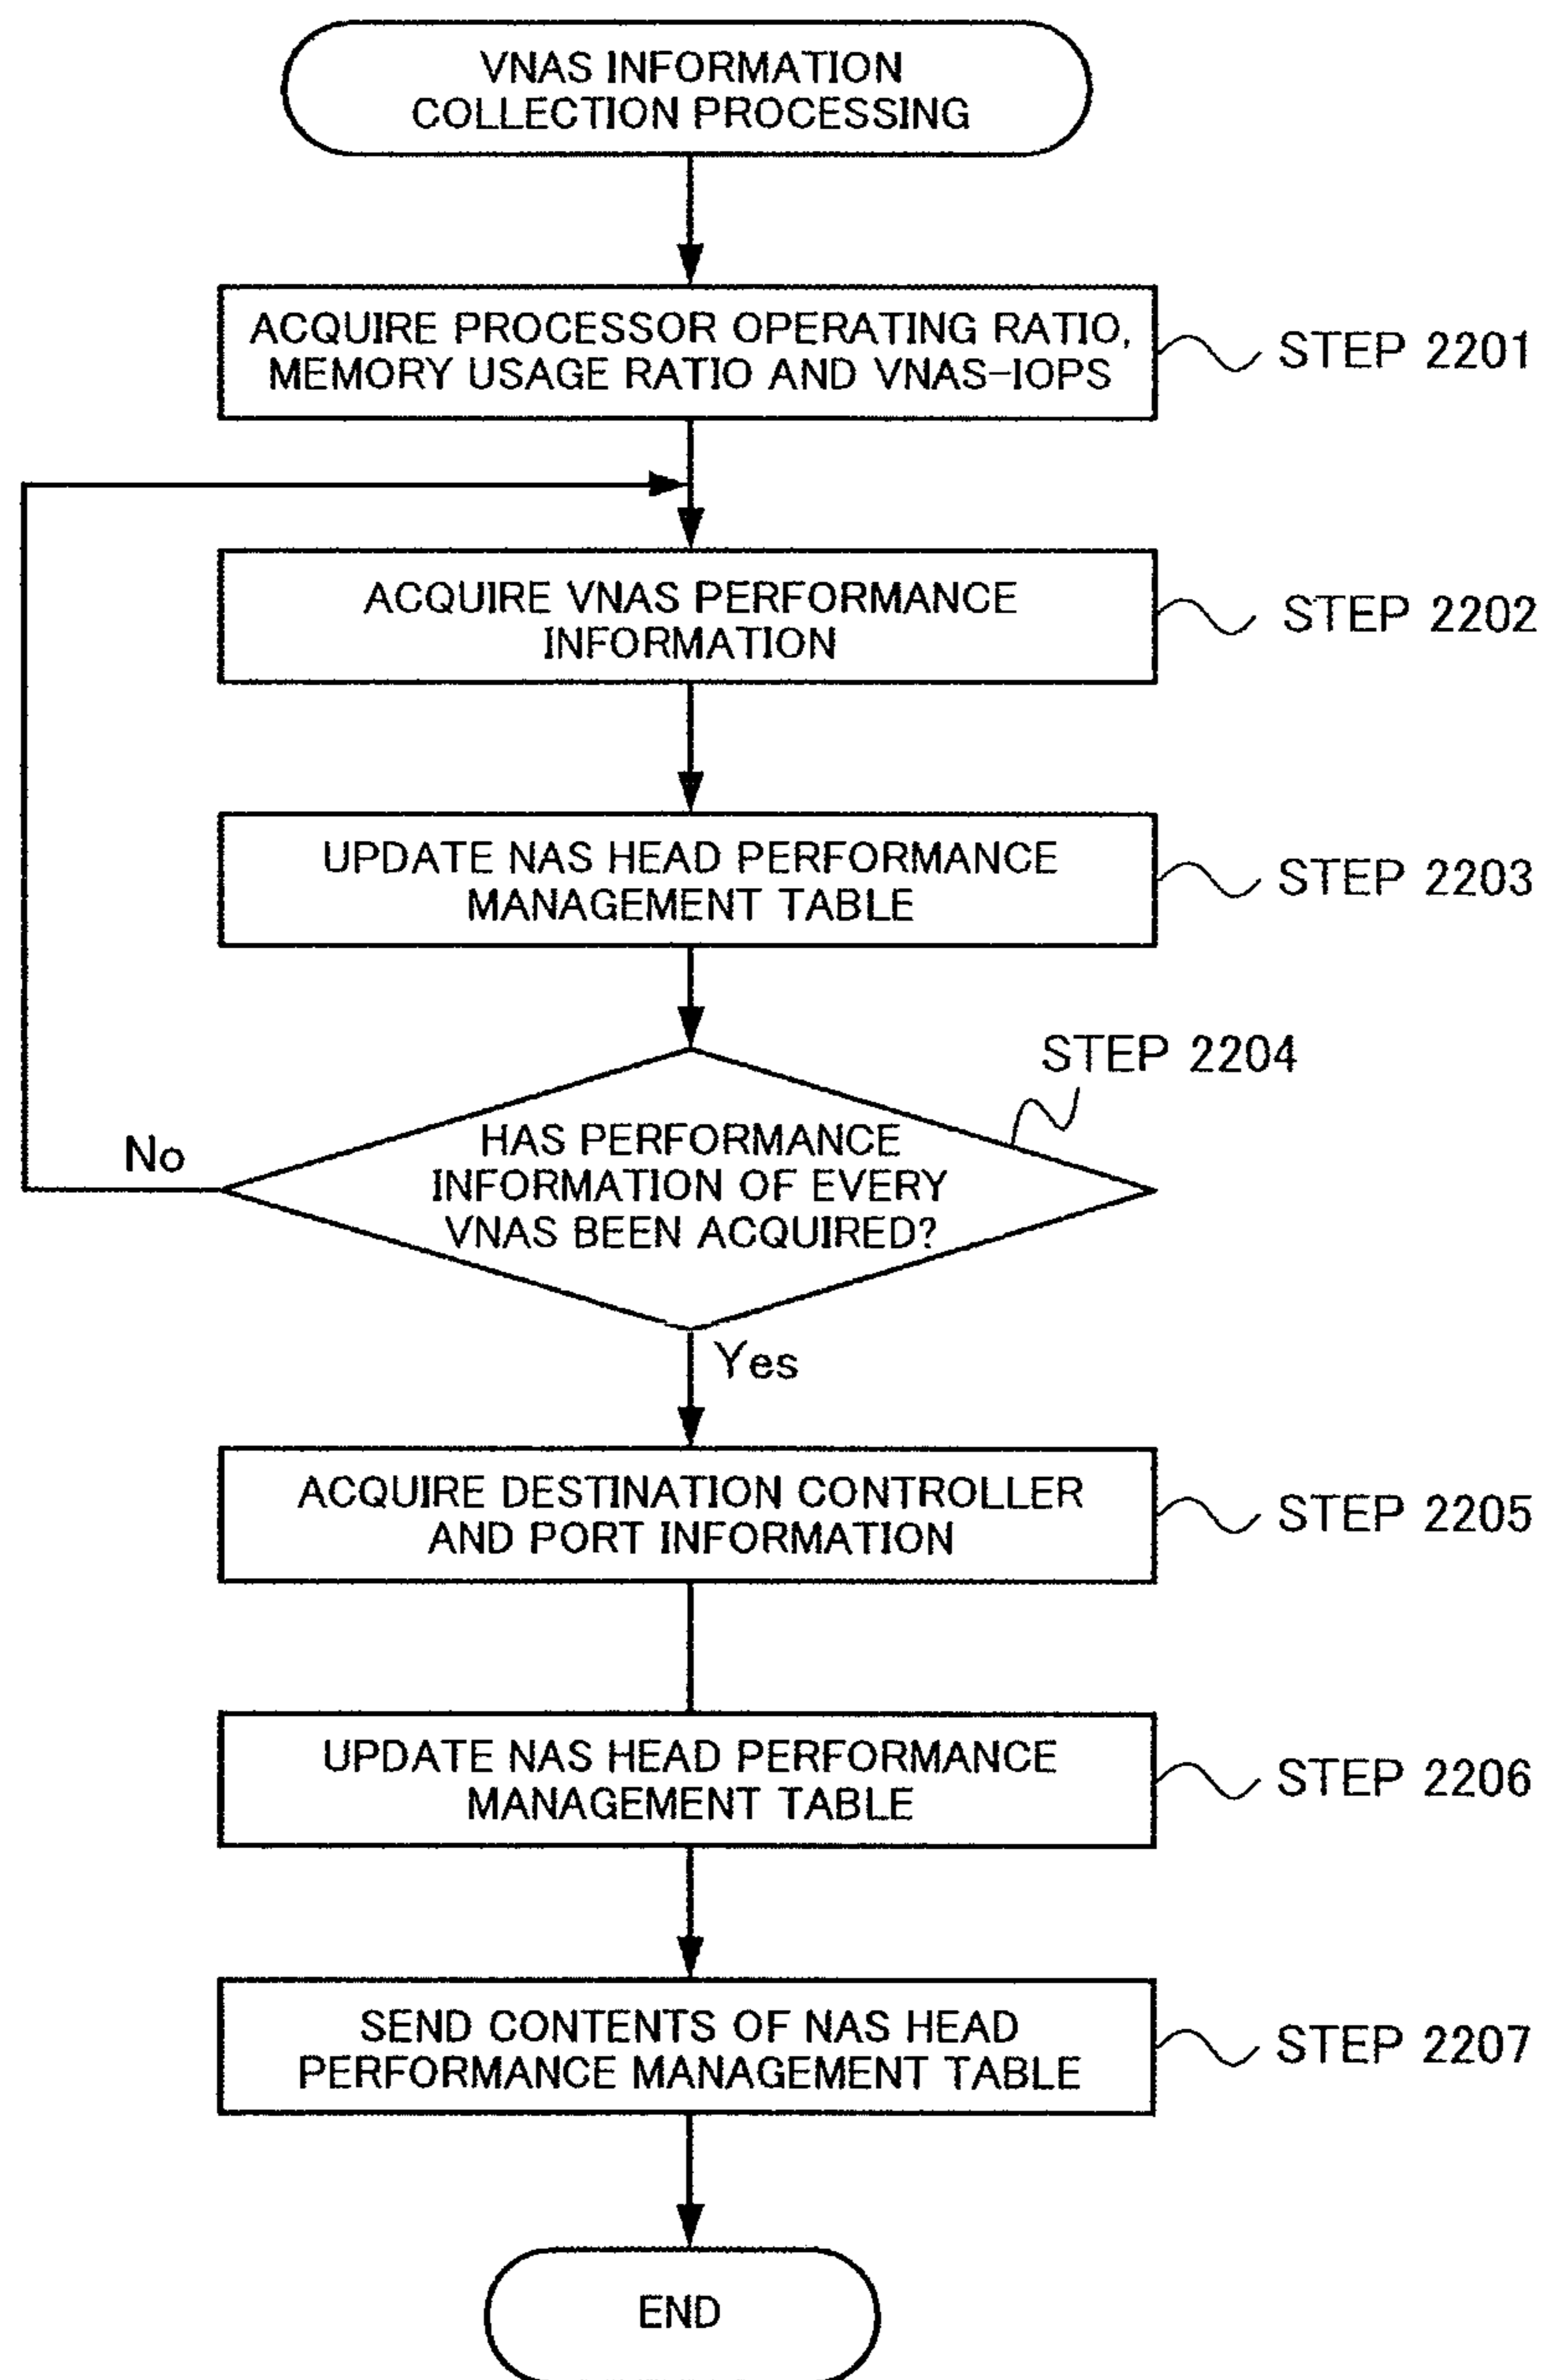 VNAS INFORMATION
COLLECTION PROCESSING
ACQUIRE PROCESSOR OPERATING RATIO,
MEMORY USAGE RATIO AND VNAS-IOPS
STEP 2201
ACQUIRE VNAS PERFORMANCE
INFORMATION
STEP 2202
UPDATE NAS HEAD PERFORMANCE
MANAGEMENT TABLE
STEP 2203
STEP 2204
HAS PERFORMANCE
INFORMATION OF EVERY
VNAS BEEN ACQUIRED?
No
Yes
ACQUIRE DESTINATION CONTROLLER
AND PORT INFORMATION
STEP 2205
UPDATE NAS HEAD PERFORMANCE
MANAGEMENT TABLE
STEP 2206
SEND CONTENTS OF NAS HEAD
PERFORMANCE MANAGEMENT TABLE
STEP 2207
END